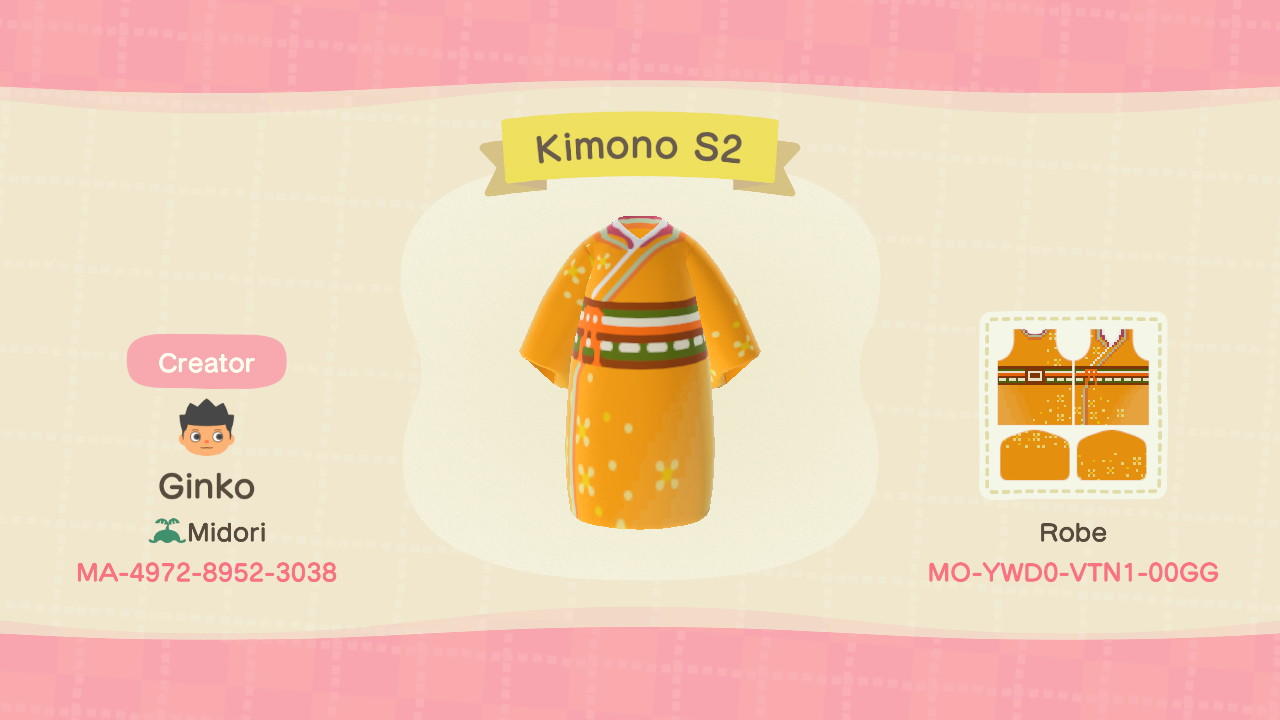 Kimono S2
Creator
Ginko
Midori
MA-4972-8952-3038
Robe
MO-YWD0-VTN1-00GG